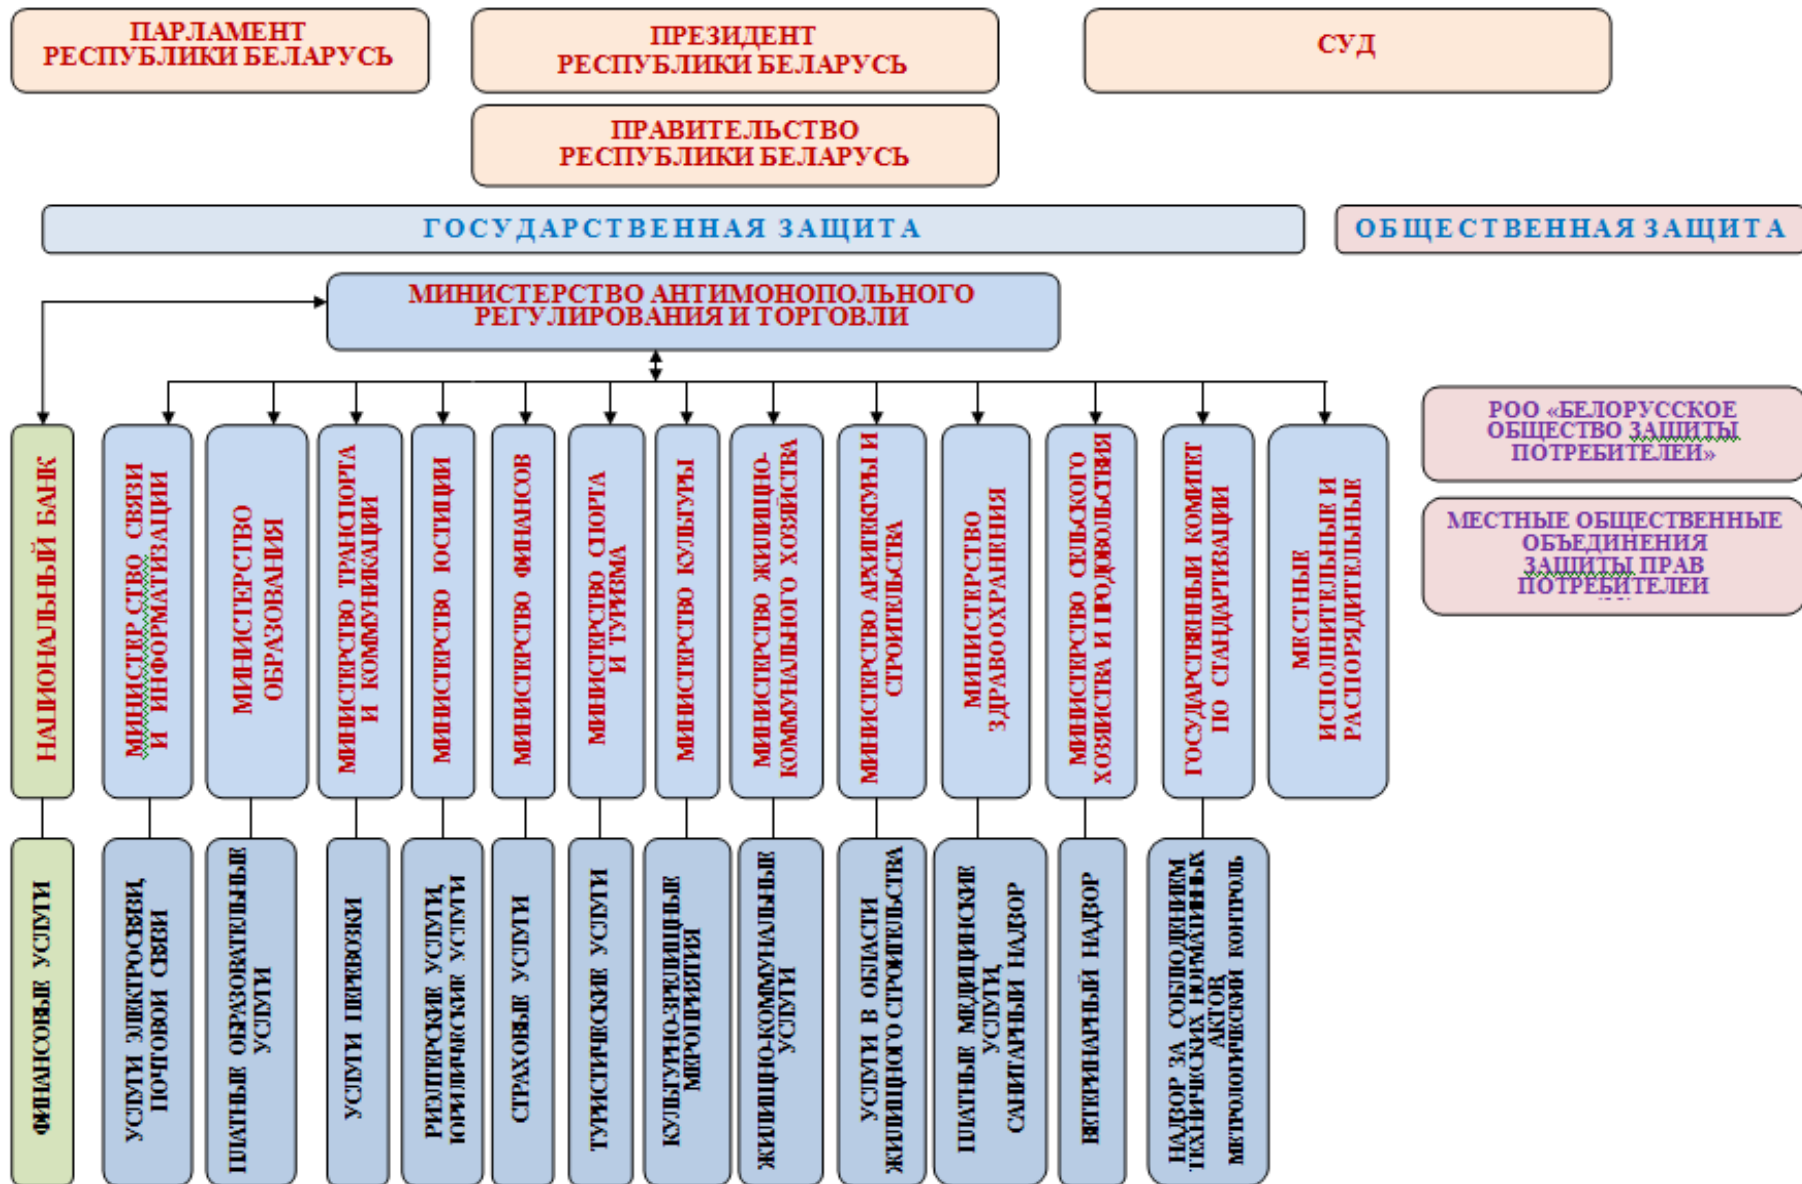 ПАРЛАМЕНТ
РЕСПУБЛИКИ БЕЛАРУСЬ
ПРЕЗИДЕНТ
РЕСПУБЛИКИ БЕЛАРУСЬ
СУД
ПРАВИТЕЛЬСТВО
РЕСПУБЛИКИ БЕЛАРУСЬ
ГОСУДАРСТВЕННАЯ ЗАЩИТА
ОБЩЕСТВЕННАЯ ЗАЩИТА
МИНИСТЕРСТВО АНТИМОНОПОЛЬНОГО
РЕГУЛИРОВАНИЯ И ТОРГОВЛИ
НАЦИОНАЛЬНЫЙ БАНК
МИНИСТЕРСТВО СВЯЗИ
И ИНФОРМАТИЗАЦИИ
МИНИСТЕРСТВО
ОБРАЗОВАНИЯ
МИНИСТЕРСТВО ТРАНСПОРТА
И КОММУНИКАЦИИ
МИНИСТЕРСТВО ЮСТИЦИИ
МИНИСТЕРСТВО ФИНАНСОВ
МИНИСТЕРСТВО СПОРТА
И ТУРИЗМА
МИНИСТЕРСТВО КУЛЬТУРЫ
МИНИСТЕРСТВО ЖИЛИЩНО-
КОММУНАЛЬНОГО ХОЗЯЙСТВА
МИНИСТЕРСТВО АРХИТЕКТУРЫ И
СТРОИТЕЛЬСТВА
МИНИСТЕРСТВО
ЗДРАВООХРАНЕНИЯ
МИНИСТЕРСТВО СЕЛЬСКОГО
ХОЗЯЙСТВА И ПРОДОВОЛЬСТВИЯ
ГОСУДАРСТВЕННЫЙ КОМИТЕТ
ПО СТАНДАРТИЗАЦИИ
МЕСТНЫЕ
ИСПОЛНИТЕЛЬНЫЕ И
РАСПОРЯДИТЕЛЬНЫЕ
РОО «БЕЛОРУССКОЕ
ОБЩЕСТВО ЗАЩИТЫ
ПОТРЕБИТЕЛЕЙ»
МЕСТНЫЕ ОБЩЕСТВЕННЫЕ
ОБЪЕДИНЕНИЯ
ЗАЩИТЫ ПРАВ
ПОТРЕБИТЕЛЕЙ
ФИНАНСОВЫЕ УСЛУГИ
УСЛУГИ ЭЛЕКТРОСВЯЗИ,
ПОЧТОВОЙ СВЯЗИ
ПЛАТНЫЕ ОБРАЗОВАТЕЛЬНЫЕ
УСЛУГИ
УСЛУГИ ПЕРЕВОЗКИ
РИЭЛТЕРСКИЕ УСЛУГИ,
ЮРИДИЧЕСКИЕ УСЛУГИ
СТРАХОВЫЕ УСЛУГИ
ТУРИСТИЧЕСКИЕ УСЛУГИ
КУЛЬТУРНО-ЗРЕЛИЩНЫЕ
МЕРОПРИЯТИЯ
ЖИЛИЩНО-КОММУНАЛЬНЫЕ
УСЛУГИ
УСЛУГИ В ОБЛАСТИ
ЖИЛИЩНОГО СТРОИТЕЛЬСТВА
ПЛАТНЫЕ МЕДИЦИНСКИЕ
УСЛУГИ,
САНИТАРНЫЙ НАДЗОР
ВЕТЕРИНАРНЫЙ НАДЗОР
НАДЗОР ЗА СОБЛЮДЕНИЕМ
ТЕХНИЧЕСКИХ НОРМАТИВНЫХ
АКТОВ,
МЕТРОЛОГИЧЕСКИЙ КОНТРОЛЬ